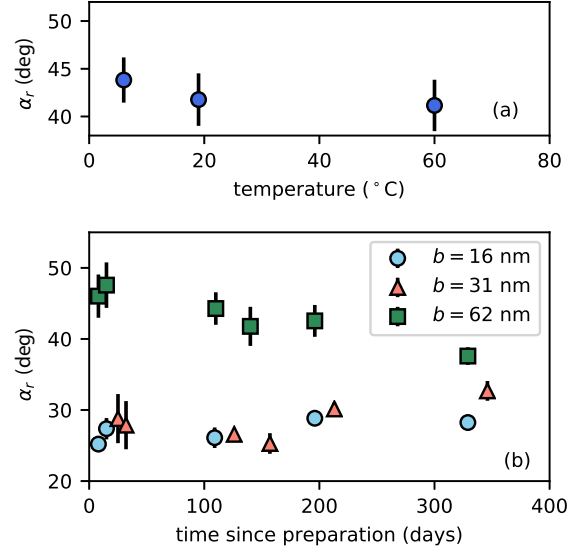 50
45
40
α_r (deg)
(a)
0 20 40 60 80
temperature (°C)
50
40
30
20
α_r (deg)
b = 16 nm
b = 31 nm
b = 62 nm
(b)
0 100 200 300 400
time since preparation (days)